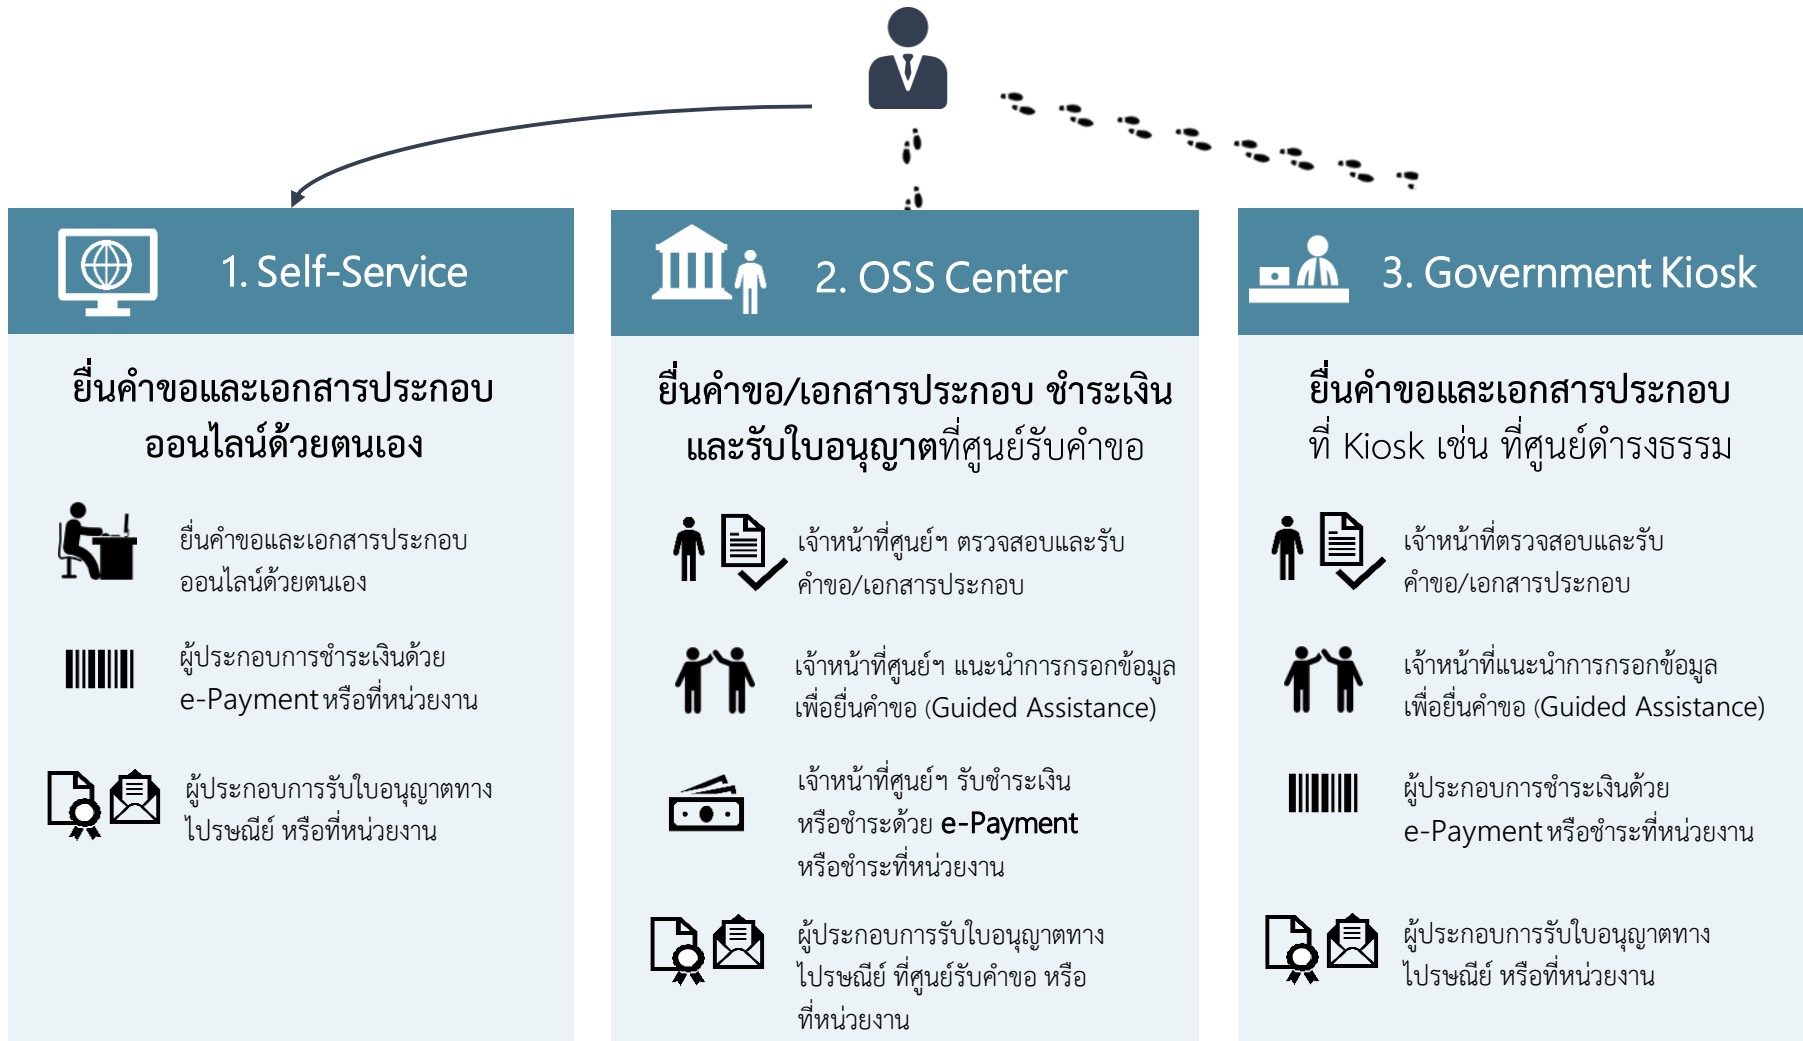 1. Self-Service
ยื่นคำขอและเอกสารประกอบ
ออนไลน์ด้วยตนเอง
ยื่นคำขอและเอกสารประกอบ
ออนไลน์ด้วยตนเอง
ผู้ประกอบการชำระเงินด้วย
e-Payment หรือที่หน่วยงาน
ผู้ประกอบการรับใบอนุญาตทาง
ไปรษณีย์ หรือที่หน่วยงาน
2. OSS Center
ยื่นคำขอ/เอกสารประกอบ ชำระเงิน
และรับใบอนุญาตที่ศูนย์รับคำขอ
เจ้าหน้าที่ศูนย์ฯ ตรวจสอบและรับ
คำขอ/เอกสารประกอบ
เจ้าหน้าที่ศูนย์ฯ แนะนำการกรอกข้อมูล
เพื่อยื่นคำขอ (Guided Assistance)
เจ้าหน้าที่ศูนย์ฯ รับชำระเงิน
หรือชำระด้วย e-Payment
หรือชำระที่หน่วยงาน
ผู้ประกอบการรับใบอนุญาตทาง
ไปรษณีย์ ที่ศูนย์รับคำขอ หรือ
ที่หน่วยงาน
3. Government Kiosk
ยื่นคำขอและเอกสารประกอบ
ที่ Kiosk เช่น ที่ศูนย์ดำรงธรรม
เจ้าหน้าที่ตรวจสอบและรับ
คำขอ/เอกสารประกอบ
เจ้าหน้าที่แนะนำการกรอกข้อมูล
เพื่อยื่นคำขอ (Guided Assistance)
ผู้ประกอบการชำระเงินด้วย
e-Payment หรือชำระที่หน่วยงาน
ผู้ประกอบการรับใบอนุญาตทาง
ไปรษณีย์ หรือที่หน่วยงาน